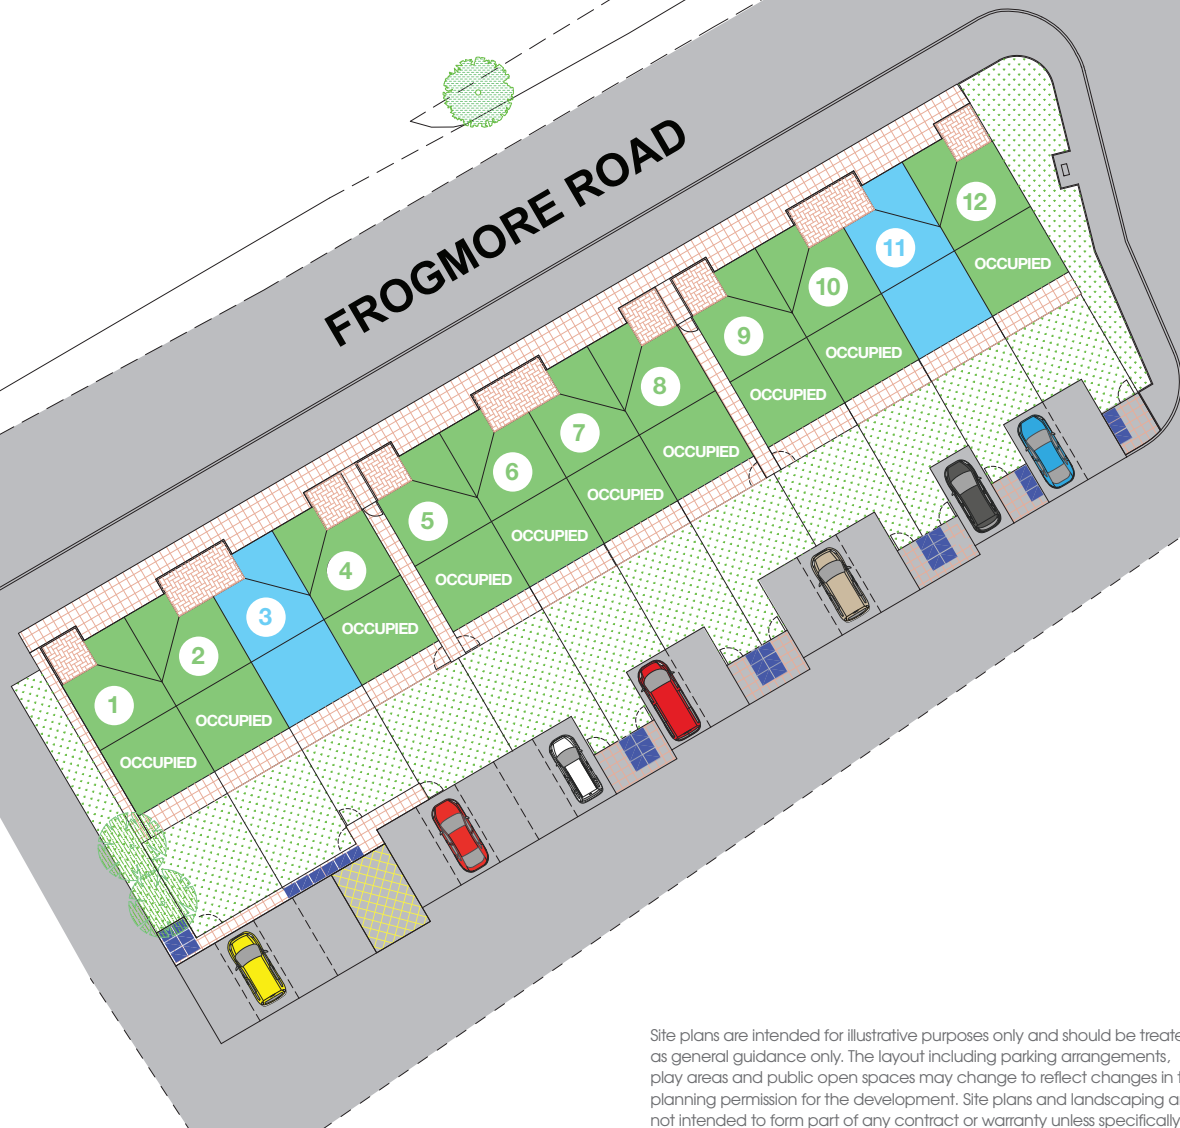 FROGMORE ROAD
12
OCCUPIED
11
10
OCCUPIED
9
OCCUPIED
8
OCCUPIED
7
OCCUPIED
6
OCCUPIED
5
OCCUPIED
4
OCCUPIED
3
2
OCCUPIED
1
OCCUPIED
Site plans are intended for illustrative purposes only and should be treate
as general guidance only. The layout including parking arrangements,
play areas and public open spaces may change to reflect changes in t
planning permission for the development. Site plans and landscaping a
not intended to form part of any contract or warranty unless specifically